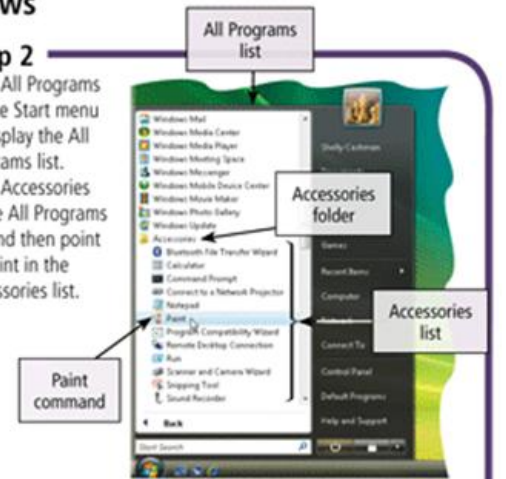 ws
p 2
All Programs
e Start menu
splay the All
ams list.
Accessories
e All Programs
nd then point
int in the
ssories list.
All Programs
list
Accessories
folder
Accessories
list
Paint
command
Windows Mail
Windows Media Center
Windows Media Player
Windows Meeting Space
Windows Messenger
Windows Mobile Device Center
Windows Movie Maker
Windows Photo Gallery
Windows Update
Accessories
Bluetooth File Transfer Wizard
Calculator
Command Prompt
Connect to a Network Projector
Notepad
Paint
Program Compatibility Wizard
Remote Desktop Connection
Run
Scanner and Camera Wizard
Snipping Tool
Sound Recorder
Back
Start Search
Shelly Cashman
Games
Recent Items
Computer
Connect To
Control Panel
Default Programs
Help and Support